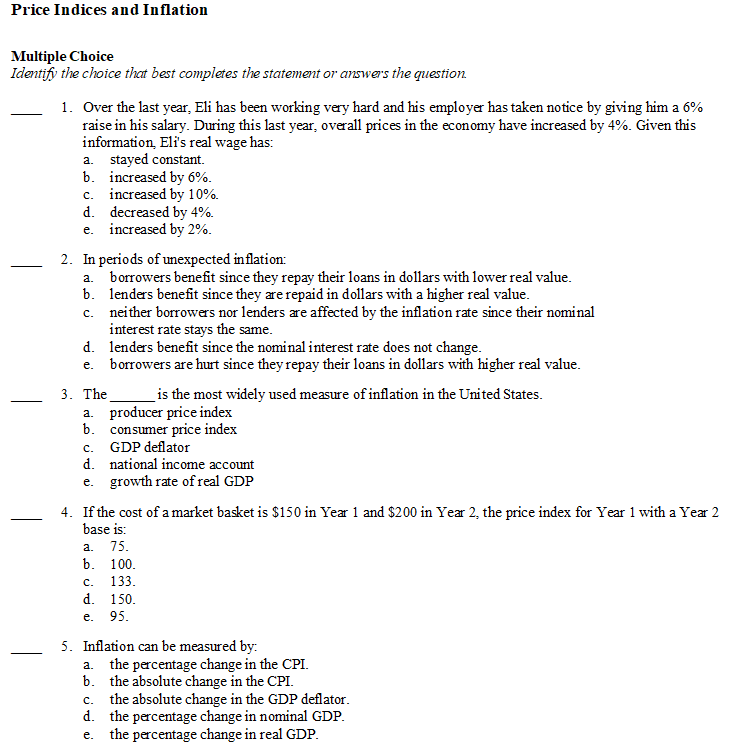 Price Indices and Inflation
Multiple Choice
Identify the choice that best completes the statement or answers the question.
____ 1. Over the last year, Eli has been working very hard and his employer has taken notice by giving him a 6%
raise in his salary. During this last year, overall prices in the economy have increased by 4%. Given this
information, Eli's real wage has:
a. stayed constant.
b. increased by 6%.
c. increased by 10%.
d. decreased by 4%.
e. increased by 2%.
____ 2. In periods of unexpected inflation:
a. borrowers benefit since they repay their loans in dollars with lower real value.
b. lenders benefit since they are repaid in dollars with a higher real value.
c. neither borrowers nor lenders are affected by the inflation rate since their nominal
interest rate stays the same.
d. lenders benefit since the nominal interest rate does not change.
e. borrowers are hurt since they repay their loans in dollars with higher real value.
____ 3. The ______ is the most widely used measure of inflation in the United States.
a. producer price index
b. consumer price index
c. GDP deflator
d. national income account
e. growth rate of real GDP
____ 4. If the cost of a market basket is $150 in Year 1 and $200 in Year 2, the price index for Year 1 with a Year 2
base is:
a. 75.
b. 100.
c. 133.
d. 150.
e. 95.
____ 5. Inflation can be measured by:
a. the percentage change in the CPI.
b. the absolute change in the CPI.
c. the absolute change in the GDP deflator.
d. the percentage change in nominal GDP.
e. the percentage change in real GDP.